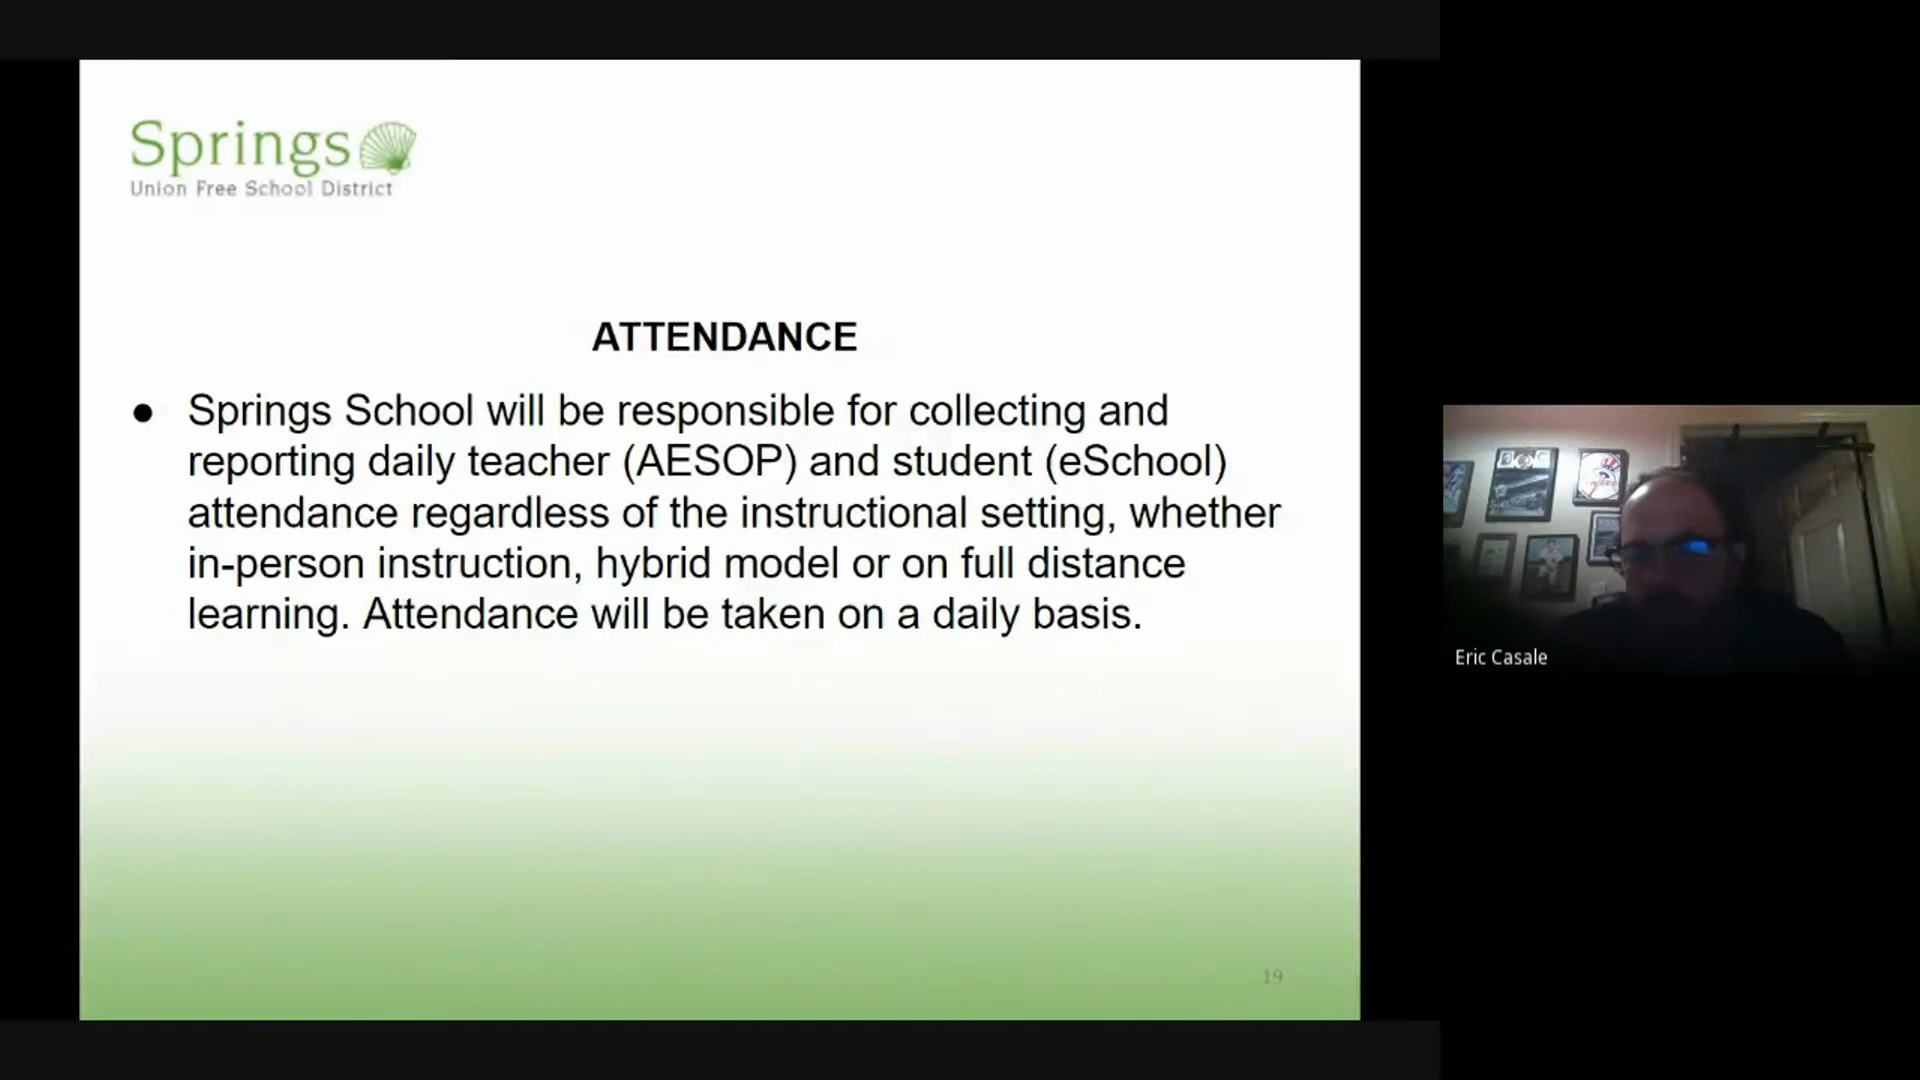 Springs
Union Free School District
ATTENDANCE
● Springs School will be responsible for collecting and
reporting daily teacher (AESOP) and student (eSchool)
attendance regardless of the instructional setting, whether
in-person instruction, hybrid model or on full distance
learning. Attendance will be taken on a daily basis.
19
Eric Casale